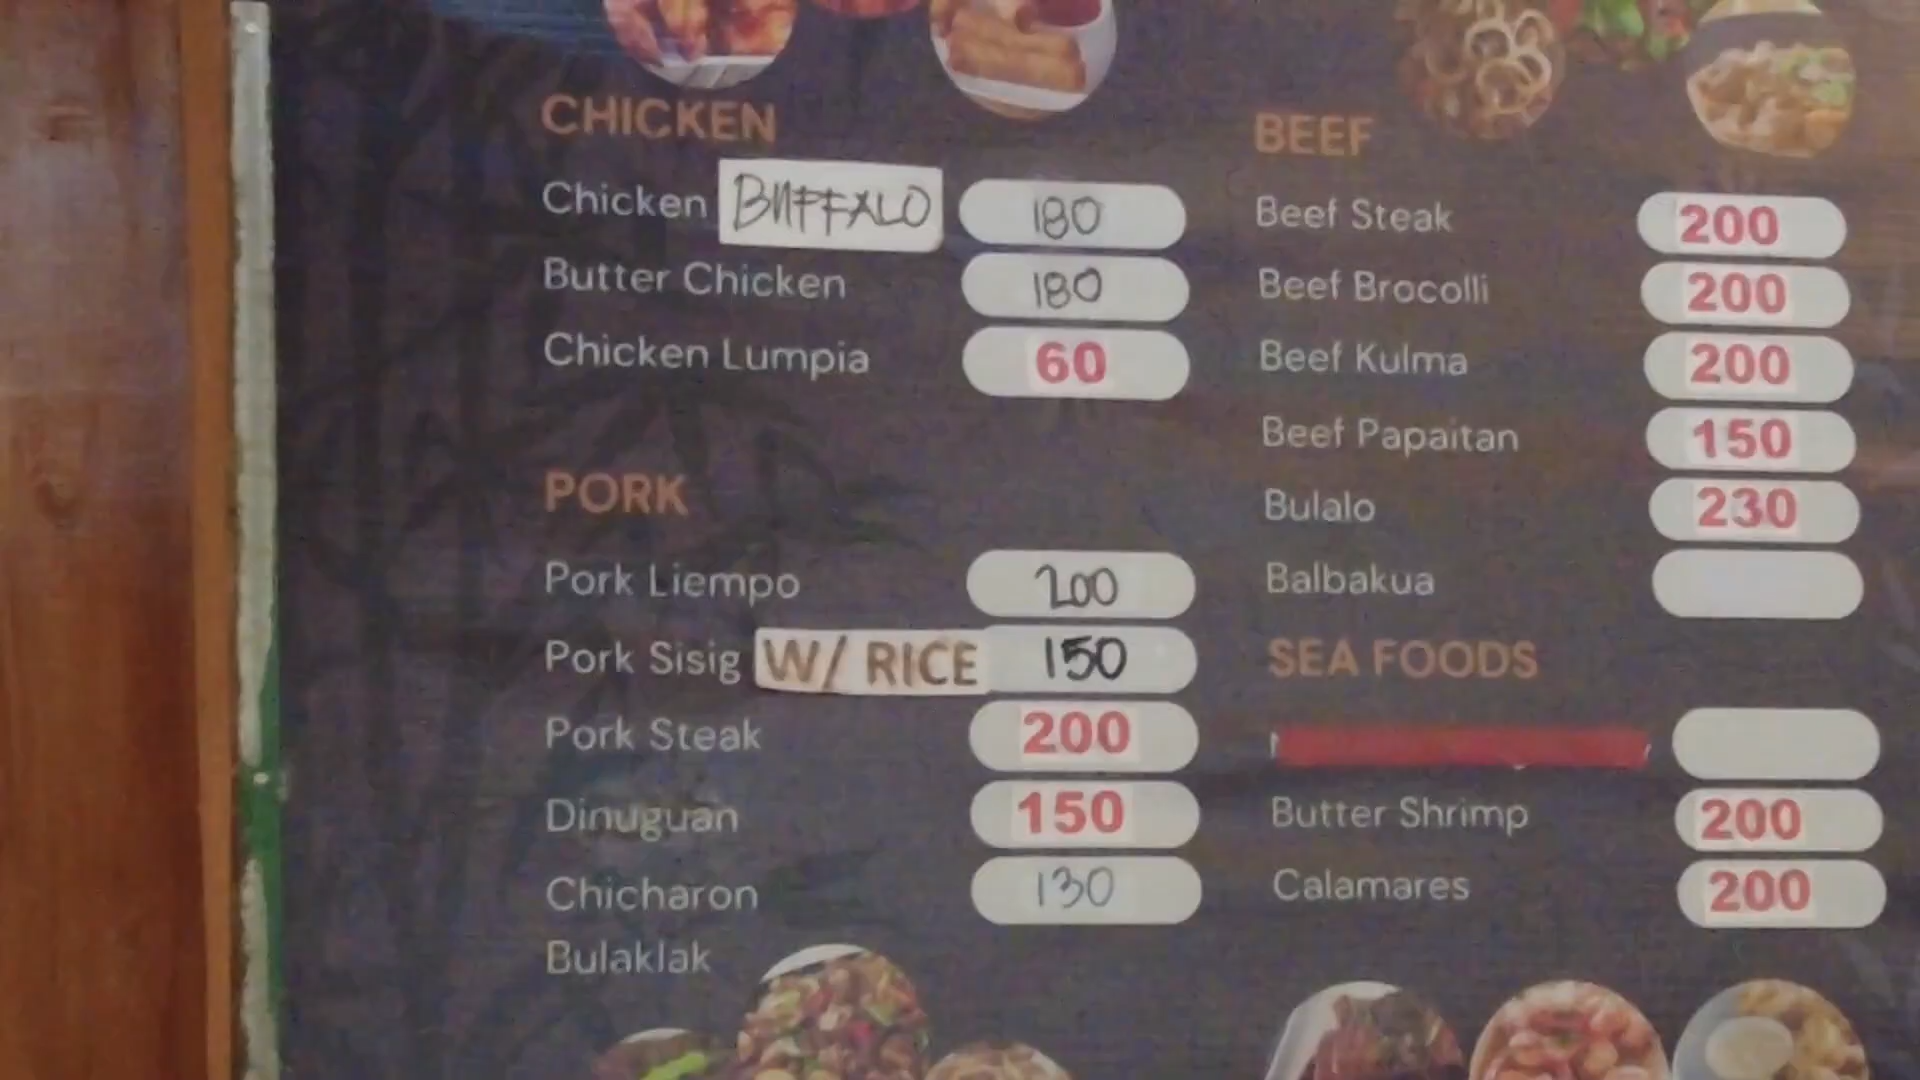 CHICKEN
Chicken BUFFALO 180
Butter Chicken 180
Chicken Lumpia 60
PORK
Pork Liempo 200
Pork Sisig W/ RICE 150
Pork Steak 200
Dinuguan 150
Chicharon 130
Bulaklak
BEEF
Beef Steak 200
Beef Brocolli 200
Beef Kulma 200
Beef Papaitan 150
Bulalo 230
Balbakua
SEA FOODS
Butter Shrimp 200
Calamares 200